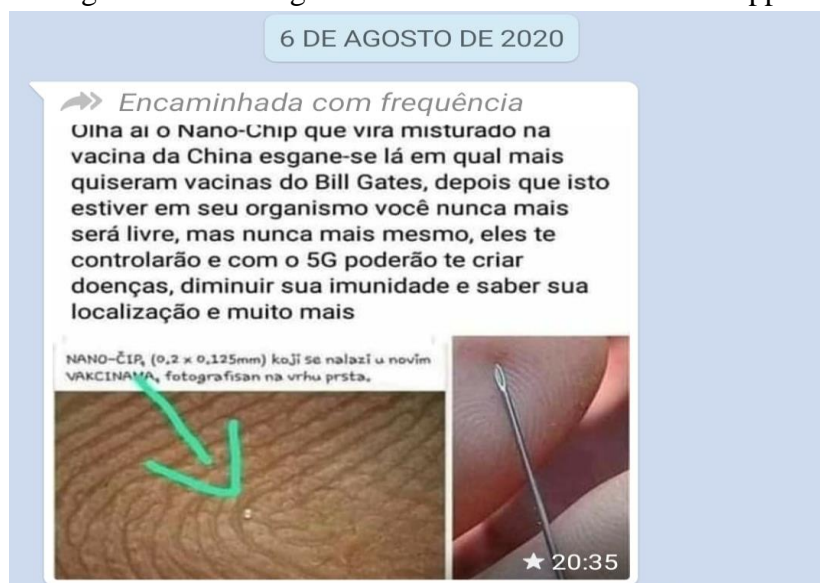 6 DE AGOSTO DE 2020
Encaminhada com frequência
Olha ai o Nano-Chip que virá misturado na
vacina da China esgane-se lá em qual mais
quiseram vacinas do Bill Gates, depois que isto
estiver em seu organismo você nunca mais
será livre, mas nunca mais mesmo, eles te
controlarão e com o 5G poderão te criar
doenças, diminuir sua imunidade e saber sua
localização e muito mais
NANO-ČIP, (0.2 x 0.125mm) koji se nalazi u novim
VAKCINAMA, fotografisan na vrhu prsta.
20:35